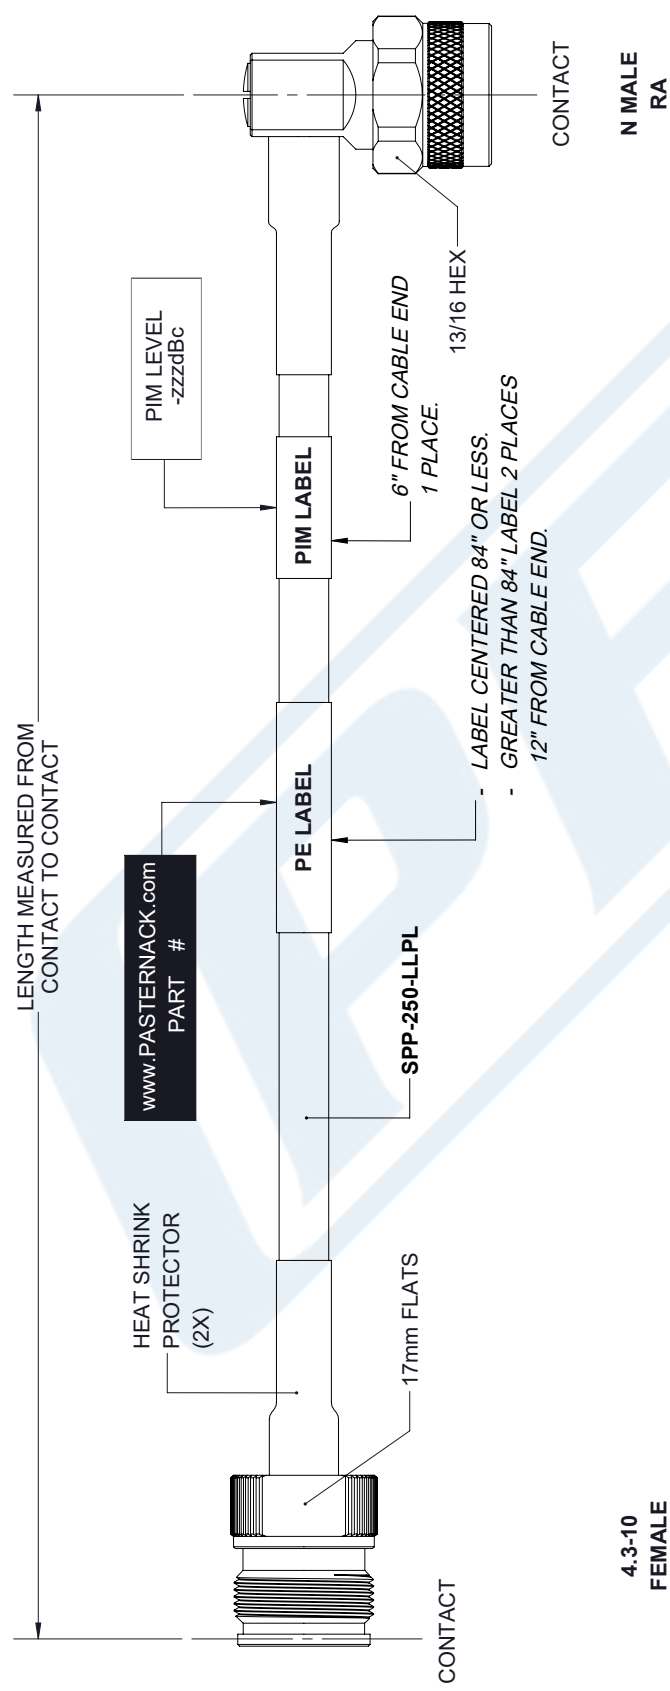 LENGTH MEASURED FROM
CONTACT TO CONTACT
HEAT SHRINK
PROTECTOR
(2X)
www.PASTERNACK.com
PART #
PIM LEVEL
-zzzdBc
PE LABEL
PIM LABEL
17mm FLATS
SPP-250-LLPL
- LABEL CENTERED 84" OR LESS.
- GREATER THAN 84" LABEL 2 PLACES
12" FROM CABLE END.
6" FROM CABLE END
1 PLACE.
13/16 HEX
CONTACT
CONTACT
4.3-10
FEMALE
N MALE
RA